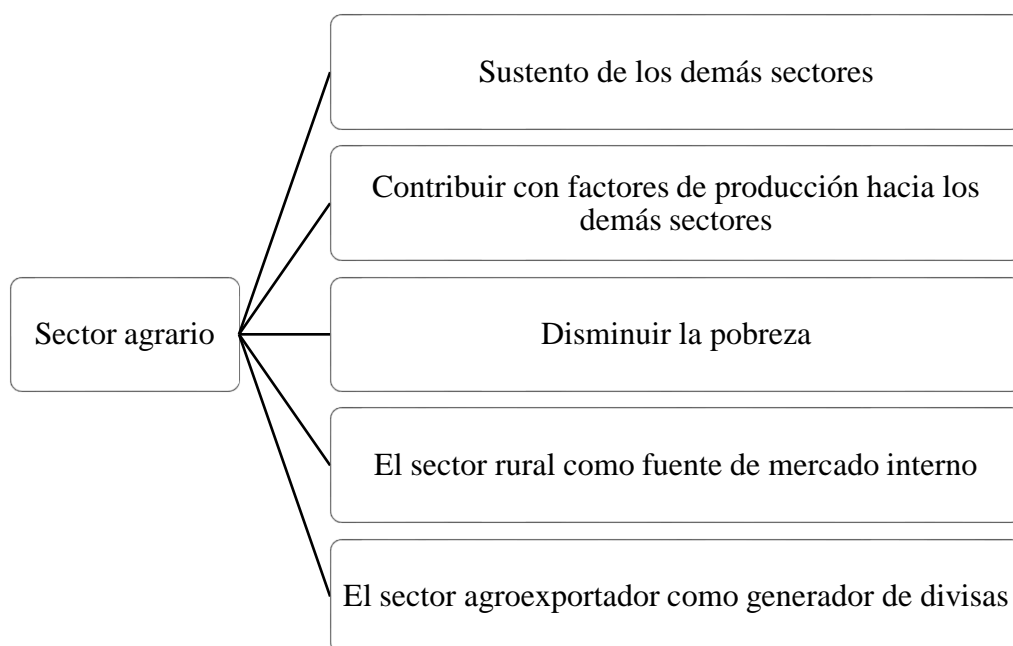 Sustento de los demás sectores
Contribuir con factores de producción hacia los
demás sectores
Sector agrario
Disminuir la pobreza
El sector rural como fuente de mercado interno
El sector agroexportador como generador de divisas